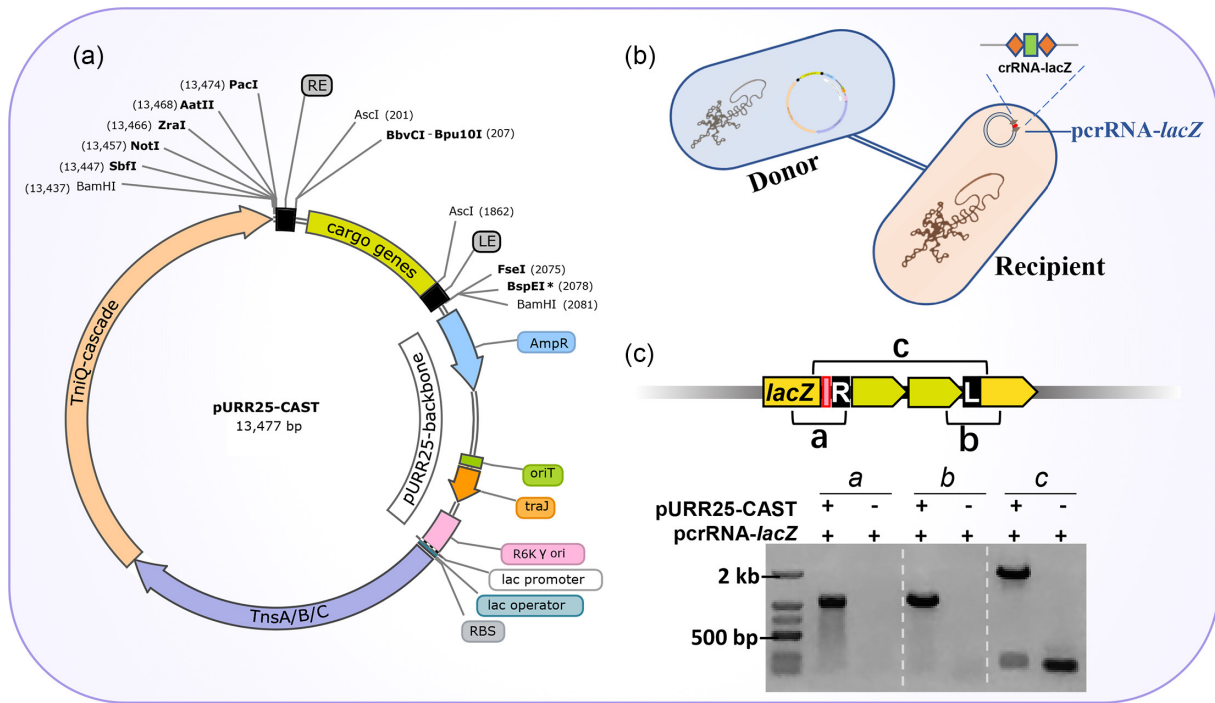 (a)
(13,474) PacI
(13,468) AatII
(13,466) ZraI
(13,457) NotI
(13,447) SbfI
(13,437) BamHI
RE
AscI (201)
BbvCI - Bpu10I (207)
AscI (1862)
LE
FseI (2075)
BspEI * (2078)
BamHI (2081)
cargo genes
AmpR
TniQ-cascade
pURR25-CAST
13,477 bp
pURR25-backbone
oriT
traJ
R6K γ ori
lac promoter
lac operator
RBS
TnsA/B/C
(b)
crRNA-lacZ
pcrRNA-lacZ
Donor
Recipient
(c)
c
lacZ R L
a b
a b c
pURR25-CAST + - + - + -
pcrRNA-lacZ + + + + + +
2 kb
500 bp